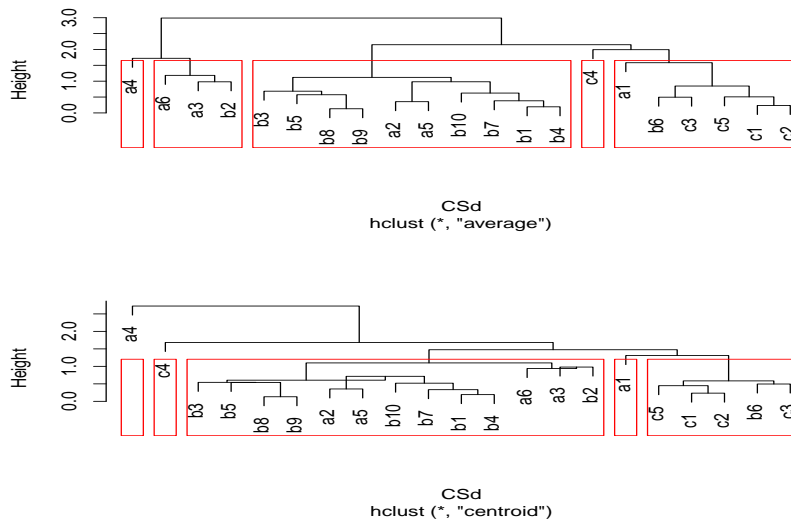 Height
0.0 1.0 2.0 3.0
a4 a6 a3 b2 b3 b5 b8 b9 a2 a5 b10 b7 b1 b4 c4 a1 b6 c3 c5 c1 c2
CSd
hclust (*, "average")
Height
0.0 1.0 2.0
a4 c4 b3 b5 b8 b9 a2 a5 b10 b7 b1 b4 a6 a3 b2 a1 c5 c1 c2 b6 c3
CSd
hclust (*, "centroid")